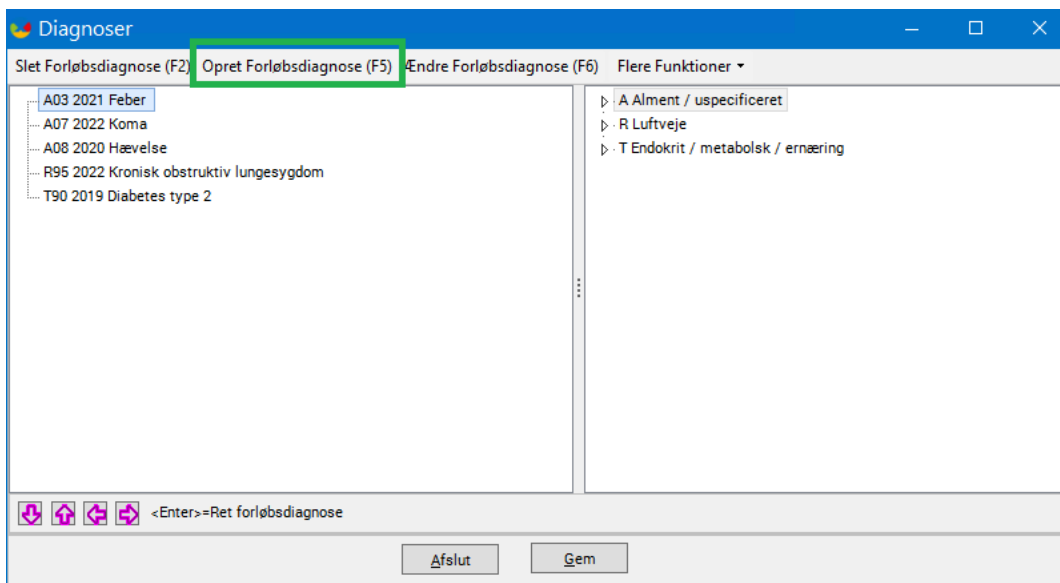 Diagnoser
Slet Forløbsdiagnose (F2) Opret Forløbsdiagnose (F5) Ændre Forløbsdiagnose (F6) Flere Funktioner
A03 2021 Feber
A07 2022 Koma
A08 2020 Hævelse
R95 2022 Kronisk obstruktiv lungesygdom
T90 2019 Diabetes type 2
A Alment / uspecificeret
R Luftveje
T Endokrit / metabolsk / ernæring
<Enter>=Ret forløbsdiagnose
Afslut Gem